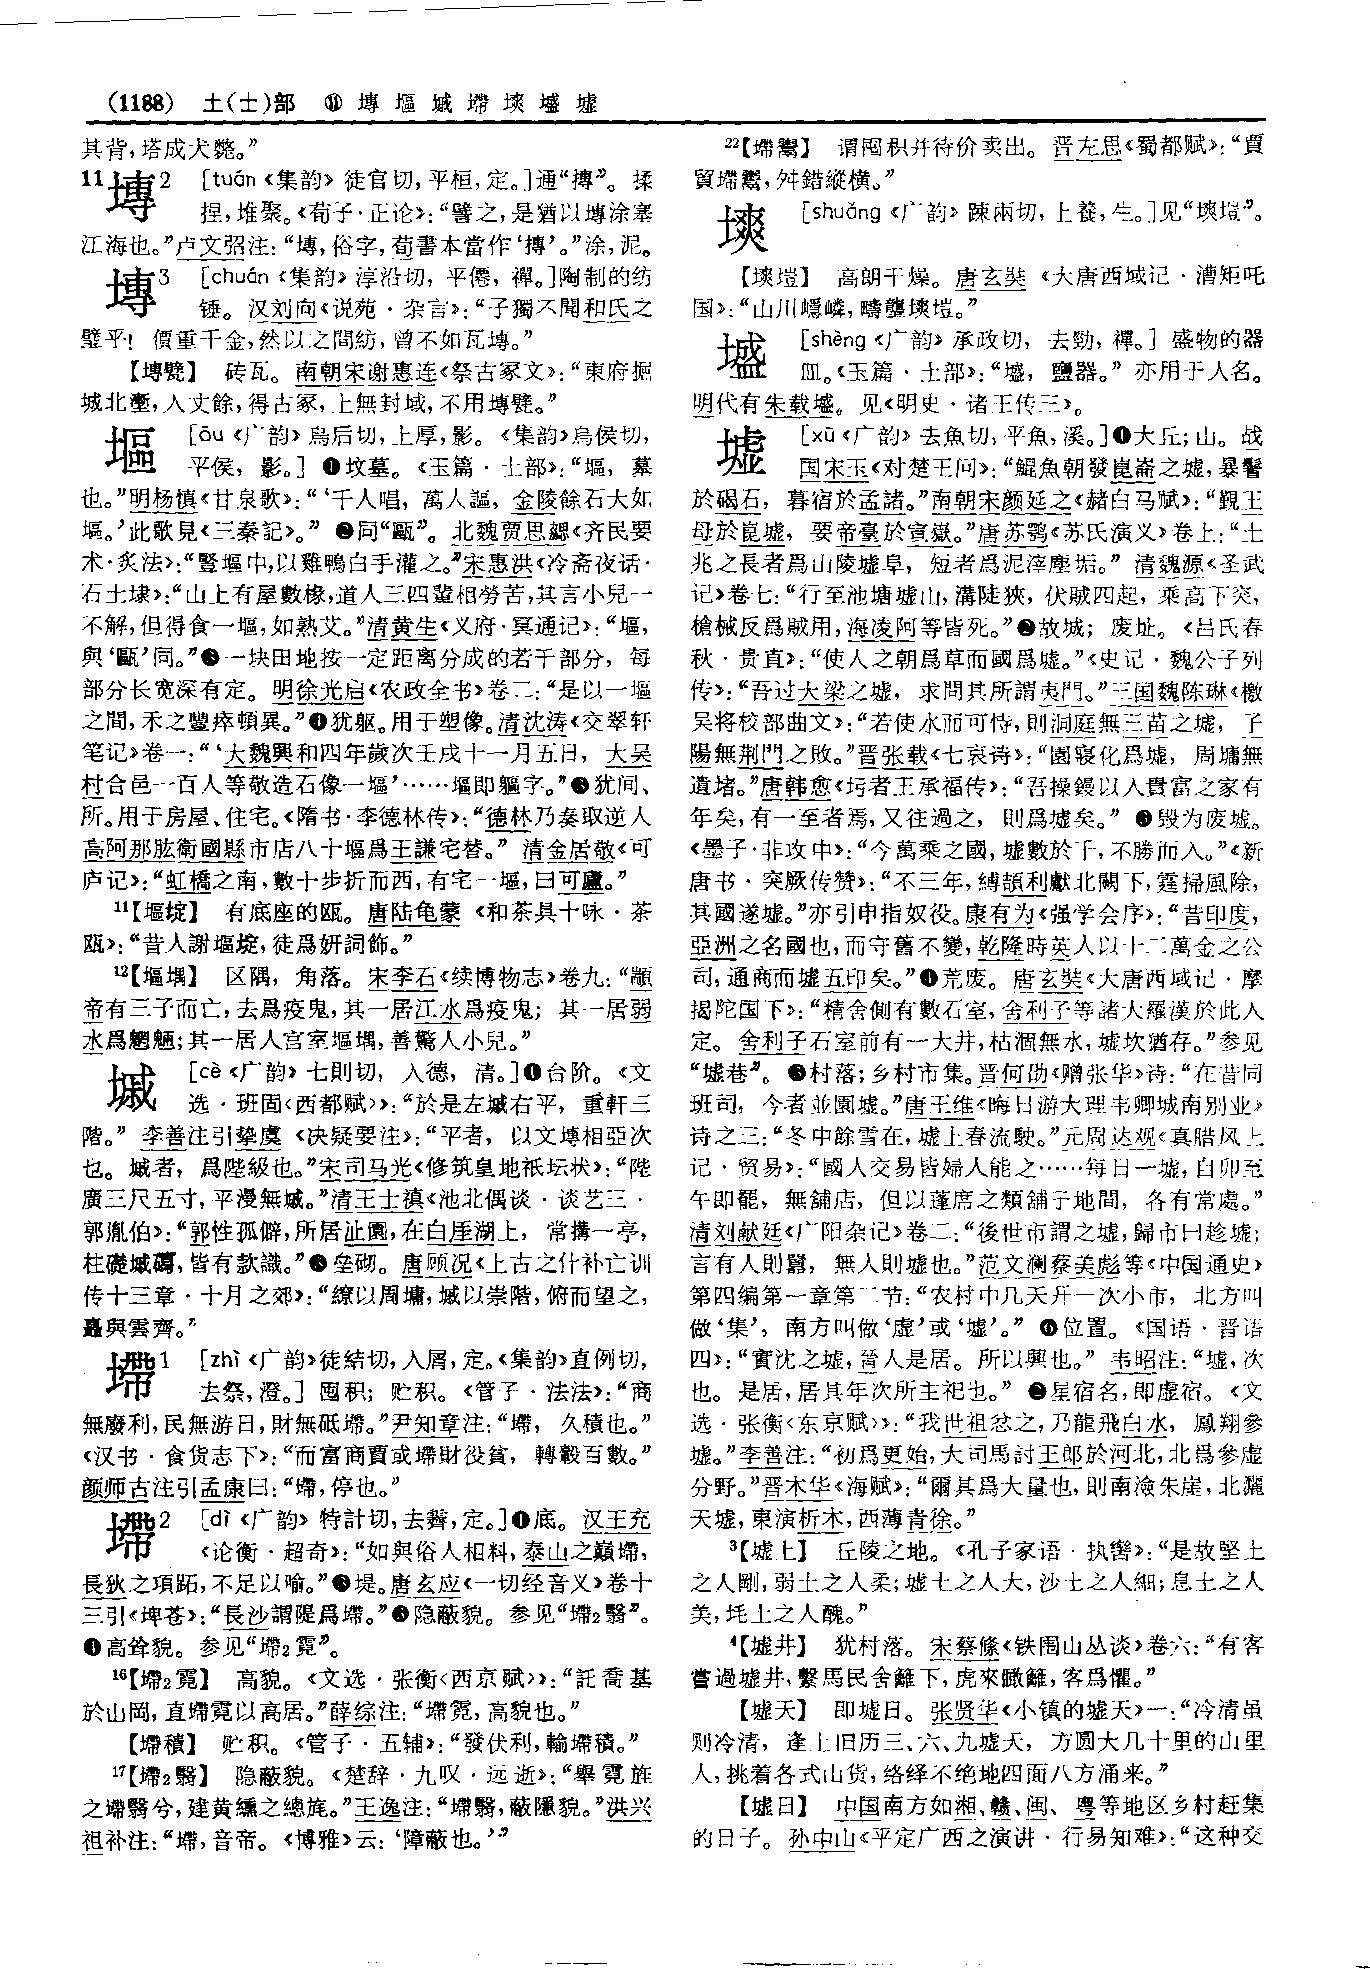 (1188) 土(士)部 ⑪ 塼塸墄墆塽墭墟
其背,塔成犬斃。”
11塼2 [tuán《集韵》徒官切,平桓,定。]通“摶”。揉
捏,堆聚。《荀子·正论》:“譬之,是猶以塼涂塞
江海也。”卢文弨注:“塼,俗字,荀書本當作‘摶’。”涂,泥。
塼3 [chuán《集韵》淳沿切,平僊,禪。]陶制的纺
锤。汉刘向《说苑·杂言》:“子獨不聞和氏之
璧乎!價重千金,然以之間紡,曾不如瓦塼。”
【塼甓】 砖瓦。南朝宋谢惠连《祭古冢文》:“東府掘
城北壍,入丈餘,得古冢,上無封域,不用塼甓。”
塸 [ōu《广韵》烏后切,上厚,影。《集韵》烏侯切,
平侯,影。]❶坟墓。《玉篇·土部》:“塸,墓
也。”明杨慎《甘泉歌》:“‘千人唱,萬人謳,金陵餘石大如
塸。’此歌見《三秦記》。”❷同“甌”。北魏贾思勰《齐民要
术·炙法》:“豎塸中,以雞鴨白手灌之。”宋惠洪《冷斋夜话·
石土埭》:“山上有屋數椽,道人三四輩相勞苦,其言小兒一
不解,但得食一塸,如熟艾。”清黄生《义府·冥通记》:“塸,
與‘甌’同。”❸一块田地按一定距离分成的若干部分,每
部分长宽深有定。明徐光启《农政全书》卷二:“是以一塸
之間,禾之豐瘁頓異。”❹犹躯。用于塑像。清沈涛《交翠轩
笔记》卷一:“‘大魏興和四年歲次壬戌十一月五日,大吴
村合邑一百人等敬造石像一塸’……塸即軀字。”❺犹间、
所。用于房屋、住宅。《隋书·李德林传》:“德林乃奏取逆人
高阿那肱衛國縣市店八十塸爲王謙宅替。”清金居敬《可
庐记》:“虹橋之南,數十步折而西,有宅一塸,曰可廬。”
11【塸埞】 有底座的瓯。唐陆龟蒙《和茶具十咏·茶
瓯》:“昔人謝塸埞,徒爲妍詞飾。”
12【塸堣】 区隅,角落。宋李石《续博物志》卷九:“顓
帝有三子而亡,去爲疫鬼,其一居江水爲疫鬼;其一居弱
水爲魍魎;其一居人宫室塸堣,善驚人小兒。”
墄 [cè《广韵》七則切,入德,清。]❶台阶。《文
选·班固〈西都赋〉》:“於是左墄右平,重軒三
階。”李善注引挚虞《决疑要注》:“平者,以文塼相亞次
也。墄者,爲陛級也。”宋司马光《修筑皇地祇坛状》:“陛
廣三尺五寸,平漫無墄。”清王士禛《池北偶谈·谈艺三·
郭胤伯》:“郭性孤僻,所居沚園,在白厓湖上,常搆一亭,
柱礎墄碣,皆有款識。”❷垒砌。唐顾况《上古之什补亡训
传十三章·十月之郊》:“繚以周墉,墄以崇階,俯而望之,
矗與雲齊。”
墆1 [zhì《广韵》徒結切,入屑,定。《集韵》直例切,
去祭,澄。]囤积;贮积。《管子·法法》:“商
無廢利,民無游日,財無砥墆。”尹知章注:“墆,久積也。”
《汉书·食货志下》:“而富商賈或墆財役貧,轉轂百數。”
颜师古注引孟康曰:“墆,停也。”
墆2 [dì《广韵》特計切,去霽,定。]❶底。汉王充
《论衡·超奇》:“如與俗人相料,泰山之巔墆,
長狄之項跖,不足以喻。”❷堤。唐玄应《一切经音义》卷十
三引《埤苍》:“長沙謂隄爲墆。”❸隐蔽貌。参见“墆2翳”。
❹高耸貌。参见“墆2霓”。
16【墆2霓】 高貌。《文选·张衡〈西京赋〉》:“託喬基
於山岡,直墆霓以高居。”薛综注:“墆霓,高貌也。”
【墆積】 贮积。《管子·五辅》:“發伏利,輸墆積。”
17【墆2翳】 隐蔽貌。《楚辞·九叹·远逝》:“舉霓旌
之墆翳兮,建黄纁之總旄。”王逸注:“墆翳,蔽隱貌。”洪兴
祖补注:“墆,音帝。《博雅》云:‘障蔽也。’”
22【墆鬻】 谓囤积并待价卖出。晋左思《蜀都赋》:“賈
貿墆鬻,舛錯縱横。”
塽 [shuǎng《广韵》踈兩切,上養,生。]见“塽塏”。
【塽塏】 高朗干燥。唐玄奘《大唐西域记·漕矩吒
国》:“山川嶾嶙,疇壟塽塏。”
墭 [shèng《广韵》承政切,去勁,禪。]盛物的器
皿。《玉篇·土部》:“墭,鹽器。”亦用于人名。
明代有朱载墭。见《明史·诸王传三》。
墟 [xū《广韵》去魚切,平魚,溪。]❶大丘;山。战
国宋玉《对楚王问》:“鯤魚朝發崑崙之墟,暴鬐
於碣石,暮宿於孟諸。”南朝宋颜延之《赭白马赋》:“覲王
母於崑墟,要帝臺於宣嶽。”唐苏鹗《苏氏演义》卷上:“土
兆之長者爲山陵墟阜,短者爲泥滓塵垢。”清魏源《圣武
记》卷七:“行至池塘墟山,溝陡狹,伏賊四起,乘高下突,
槍械反爲賊用,海凌阿等皆死。”❷故城;废址。《吕氏春
秋·贵直》:“使人之朝爲草而國爲墟。”《史记·魏公子列
传》:“吾过大梁之墟,求問其所謂夷門。”三国魏陈琳《檄
吴将校部曲文》:“若使水而可恃,則洞庭無三苗之墟,子
陽無荆門之敗。”晋张载《七哀诗》:“園寢化爲墟,周墉無
遺堵。”唐韩愈《圬者王承福传》:“吾操鏝以入貴富之家有
年矣,有一至者焉,又往過之,則爲墟矣。”❸毁为废墟。
《墨子·非攻中》:“今萬乘之國,墟數於千,不勝而入。”《新
唐书·突厥传赞》:“不三年,縛頡利獻北闕下,霆掃風除,
其國遂墟。”亦引申指奴役。康有为《强学会序》:“昔印度,
亞洲之名國也,而守舊不變,乾隆時英人以十二萬金之公
司,通商而墟五印矣。”❹荒废。唐玄奘《大唐西域记·摩
揭陀国下》:“精舍側有數石室,舍利子等諸大羅漢於此入
定。舍利子石室前有一大井,枯涸無水,墟坎猶存。”参见
“墟巷”。❺村落;乡村市集。晋何劭《赠张华》诗:“在昔同
班司,今者並園墟。”唐王维《晦日游大理韦卿城南别业》
诗之三:“冬中餘雪在,墟上春流駛。”元周达观《真腊风土
记·贸易》:“國人交易皆婦人能之……每日一墟,自卯至
午即罷,無鋪店,但以蓬席之類鋪于地間,各有常處。”
清刘献廷《广阳杂记》卷二:“後世市謂之墟,歸市曰趁墟;
言有人則囂,無人則墟也。”范文澜蔡美彪等《中国通史》
第四编第一章第二节:“农村中几天开一次小市,北方叫
做‘集’,南方叫做‘虚’或‘墟’。”❻位置。《国语·晋语
四》:“實沈之墟,晉人是居。所以興也。”韦昭注:“墟,次
也。是居,居其年次所主祀也。”❼星宿名,即虚宿。《文
选·张衡〈东京赋〉》:“我世祖忿之,乃龍飛白水,鳳翔參
墟。”李善注:“初爲更始,大司馬討王郎於河北,北爲參虚
分野。”晋木华《海赋》:“爾其爲大量也,則南澰朱崖,北灑
天墟,東演析木,西薄青徐。”
3【墟土】 丘陵之地。《孔子家语·执辔》:“是故堅土
之人剛,弱土之人柔;墟土之人大,沙土之人細;息土之人
美,坉土之人醜。”
4【墟井】 犹村落。宋蔡絛《铁围山丛谈》卷六:“有客
嘗過墟井,繫馬民舍籬下,虎來瞰籬,客爲懼。”
【墟天】 即墟日。张贤华《小镇的墟天》一:“冷清虽
则冷清,逢上旧历三、六、九墟天,方圆大几十里的山里
人,挑着各式山货,络绎不绝地四面八方涌来。”
【墟日】 中国南方如湘、赣、闽、粤等地区乡村赶集
的日子。孙中山《平定广西之演讲·行易知难》:“这种交